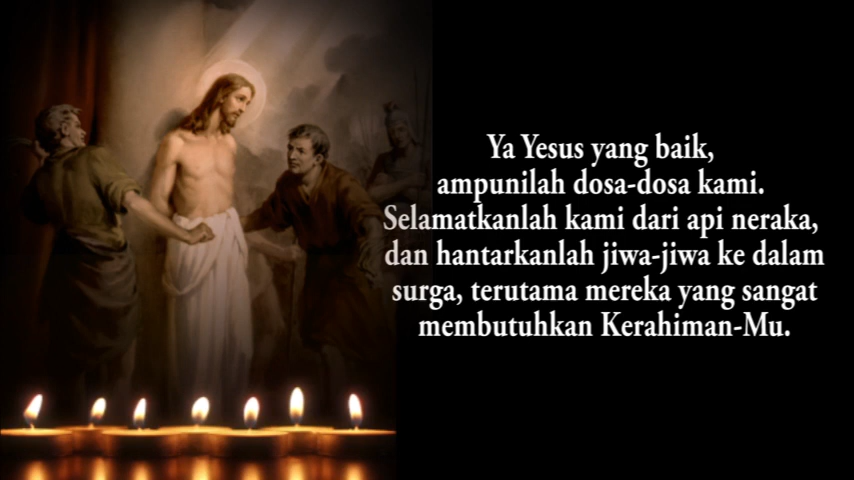 Ya Yesus yang baik,
ampunilah dosa-dosa kami.
Selamatkanlah kami dari api neraka,
dan hantarkanlah jiwa-jiwa ke dalam
surga, terutama mereka yang sangat
membutuhkan Kerahiman-Mu.